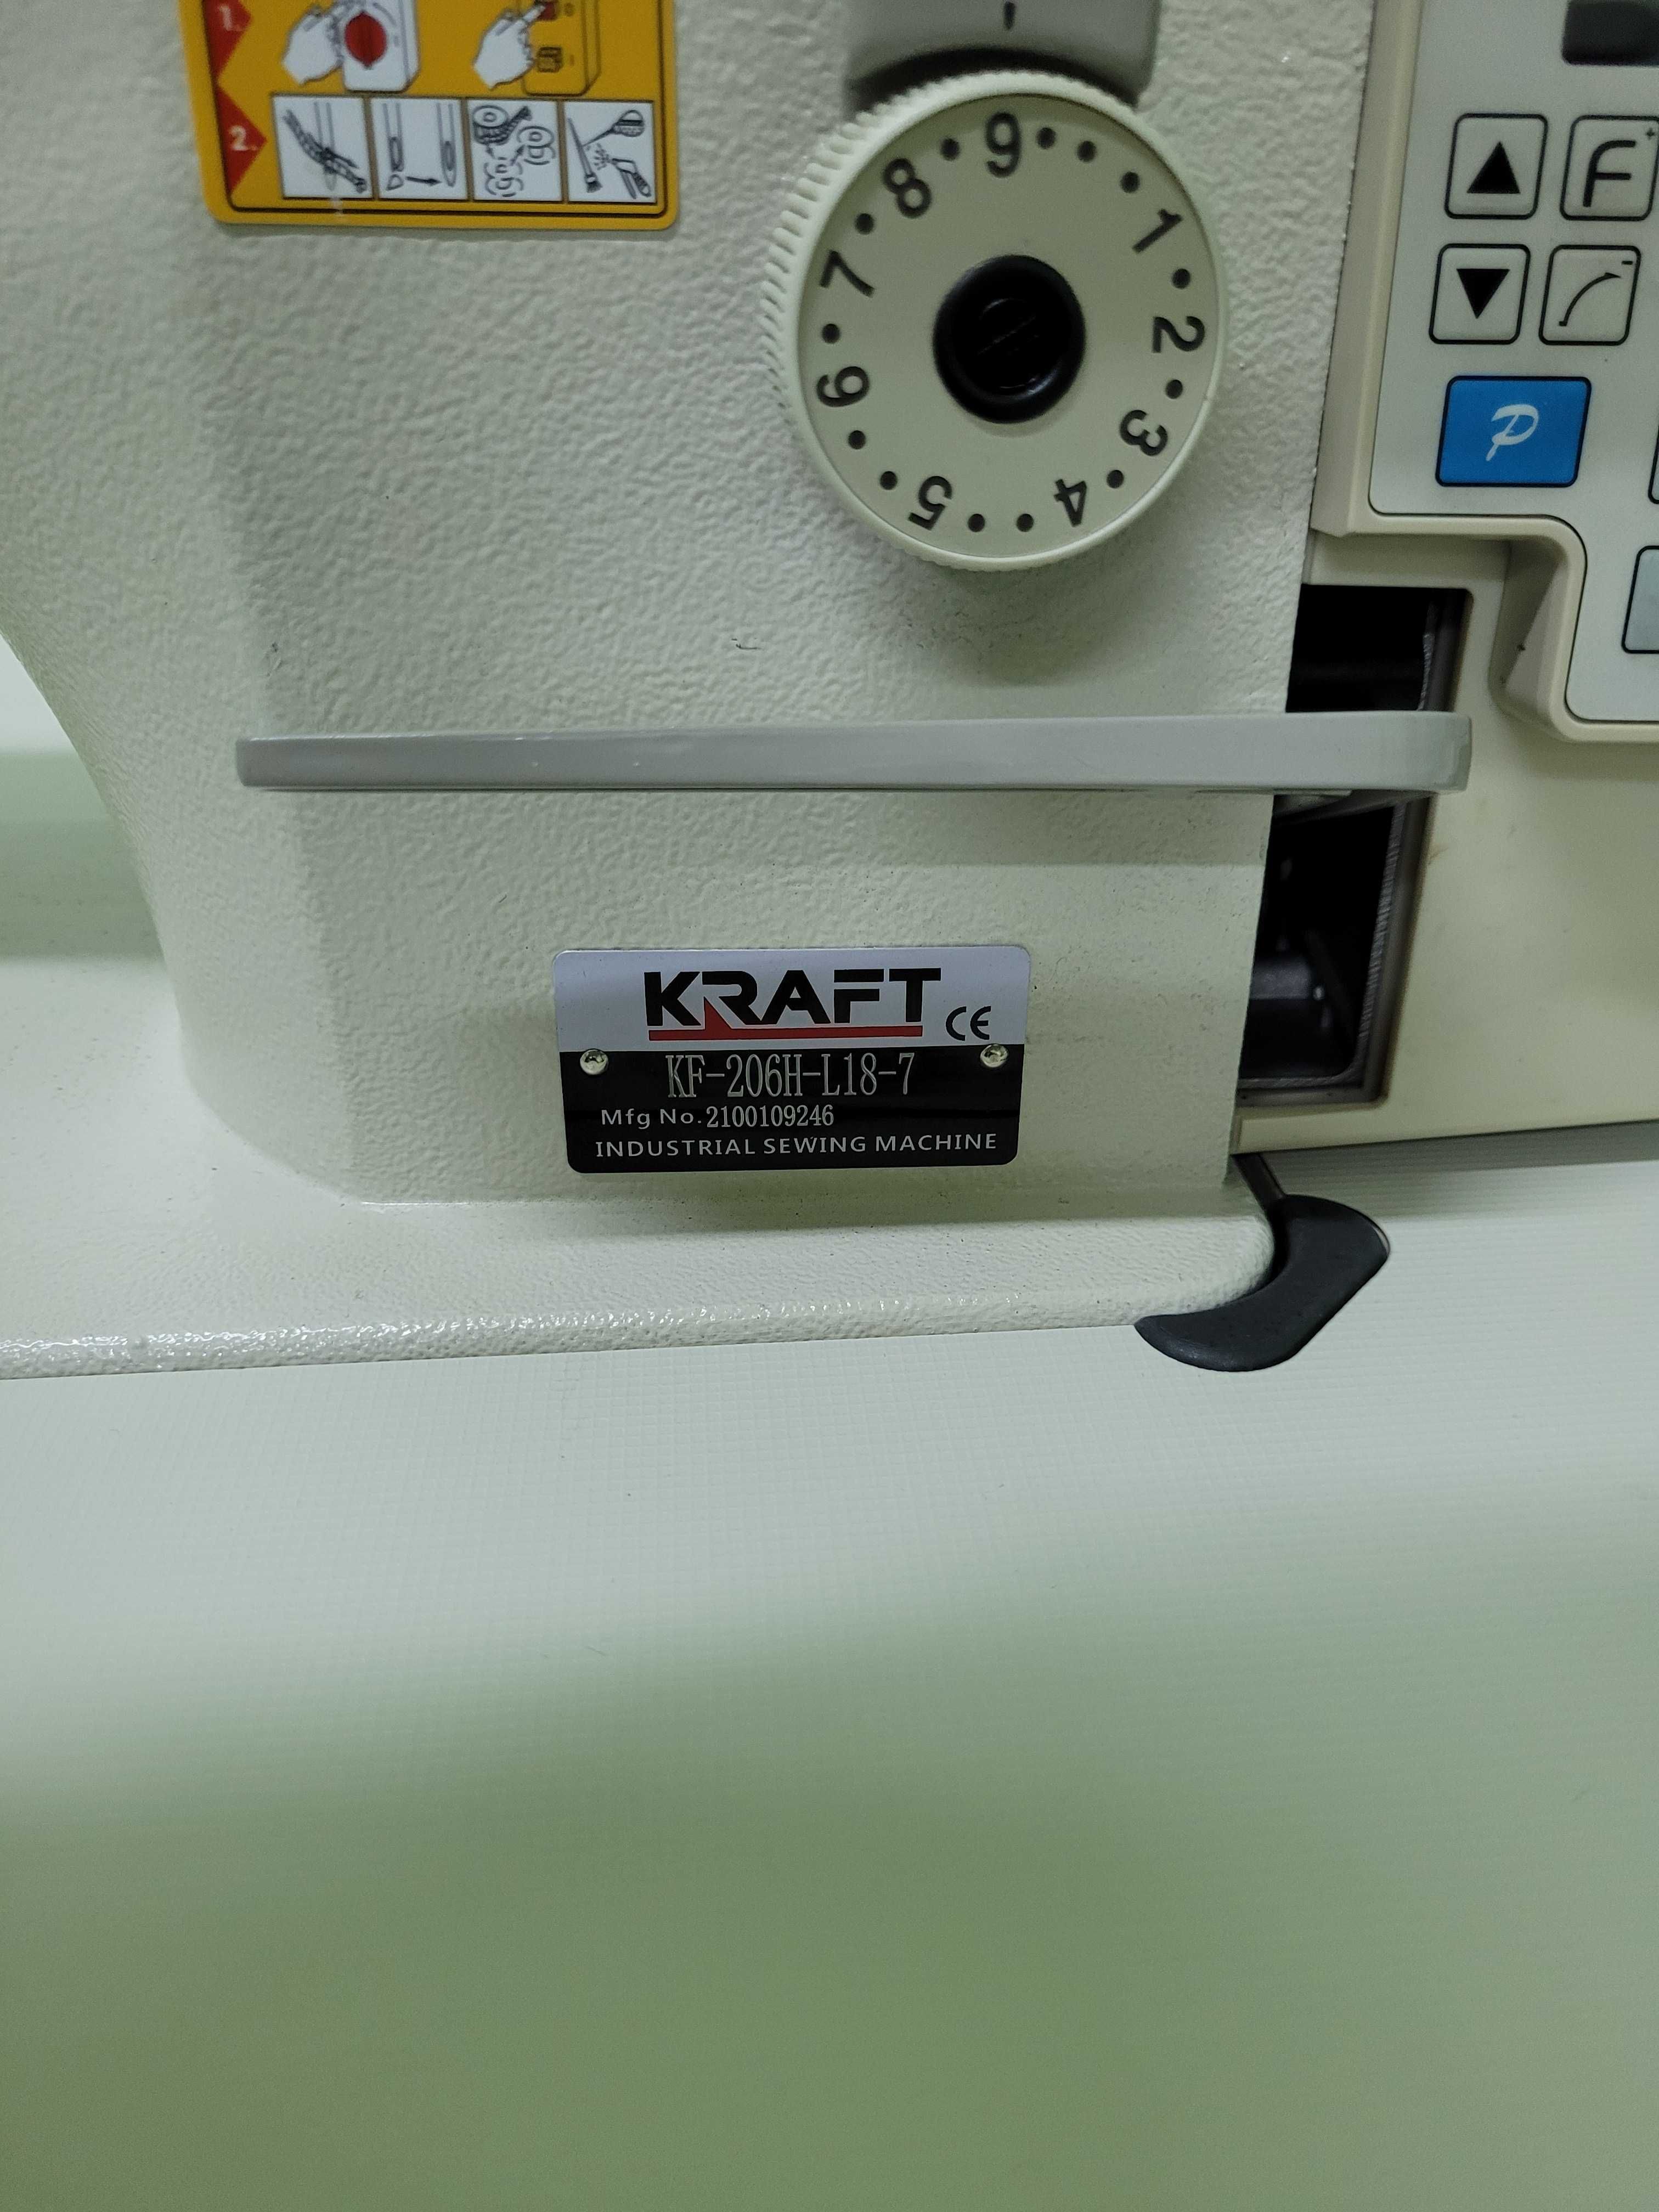 1.
2.
9
8
1
7
2
6
3
5
4
F+
P
KRAFT CE
KF-206H-L18-7
Mfg No. 2100109246
INDUSTRIAL SEWING MACHINE